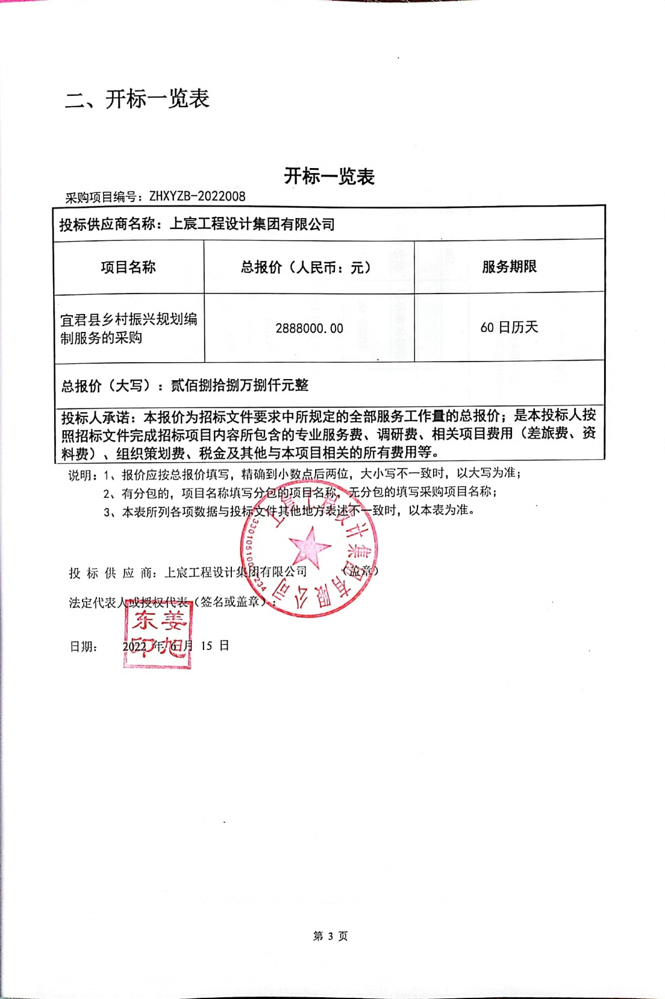 二、开标一览表
开标一览表
采购项目编号：ZHXYZB-2022008
投标供应商名称：上宸工程设计集团有限公司
项目名称 总报价（人民币：元） 服务期限
宜君县乡村振兴规划编
制服务的采购
2888000.00
60 日历天
总报价（大写）：贰佰捌拾捌万捌仟元整
投标人承诺：本报价为招标文件要求中所规定的全部服务工作量的总报价；是本投标人按
照招标文件完成招标项目内容所包含的专业服务费、调研费、相关项目费用（差旅费、资
料费）、组织策划费、税金及其他与本项目相关的所有费用等。
说明：1、报价应按总报价填写，精确到小数点后两位，大小写不一致时，以大写为准；
2、有分包的，项目名称填写分包的项目名称，无分包的填写采购项目名称；
3、本表所列各项数据与投标文件其他地方表达不一致时，以本表为准。
上宸工程设计集团有限公司
投 标 供 应 商：上宸工程设计集团有限公司 （盖章）
法定代表人或授权代表（签名或盖章）：
东姜
印旭
日期： 2022 年 6 月 15 日
第 3 页